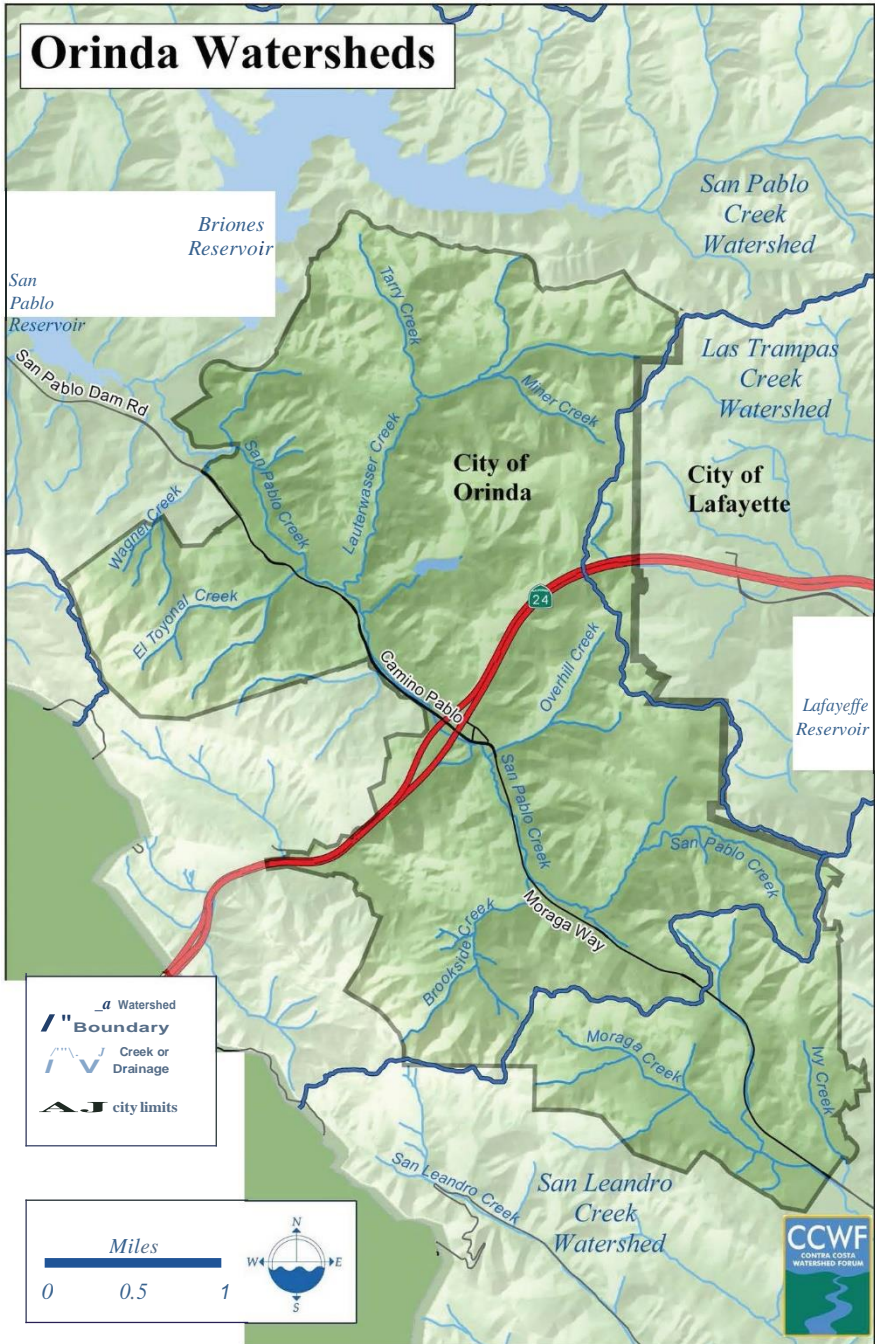 Orinda Watersheds
San Pablo
Creek
Watershed
Briones
Reservoir
San
Pablo
Reservoir
Tarry Creek
San Pablo Dam Rd
Las Trampas
Creek
Watershed
Miner Creek
Lauterwasser Creek
San Pablo Creek
City of
Orinda
City of
Lafayette
Wagner Creek
El Toyonal Creek
24
Overhill Creek
Camino Pablo
Lafayeffe
Reservoir
San Pablo Creek
San Pablo Creek
Moraga Way
Brookside Creek
Moraga Creek
Ivy Creek
San Leandro Creek
San Leandro
Creek
Watershed
_a Watershed
I" Boundary
Creek or
Drainage
AJ city limits
Miles
0 0.5 1
N
W E
S
CCWF
CONTRA COSTA
WATERSHED FORUM